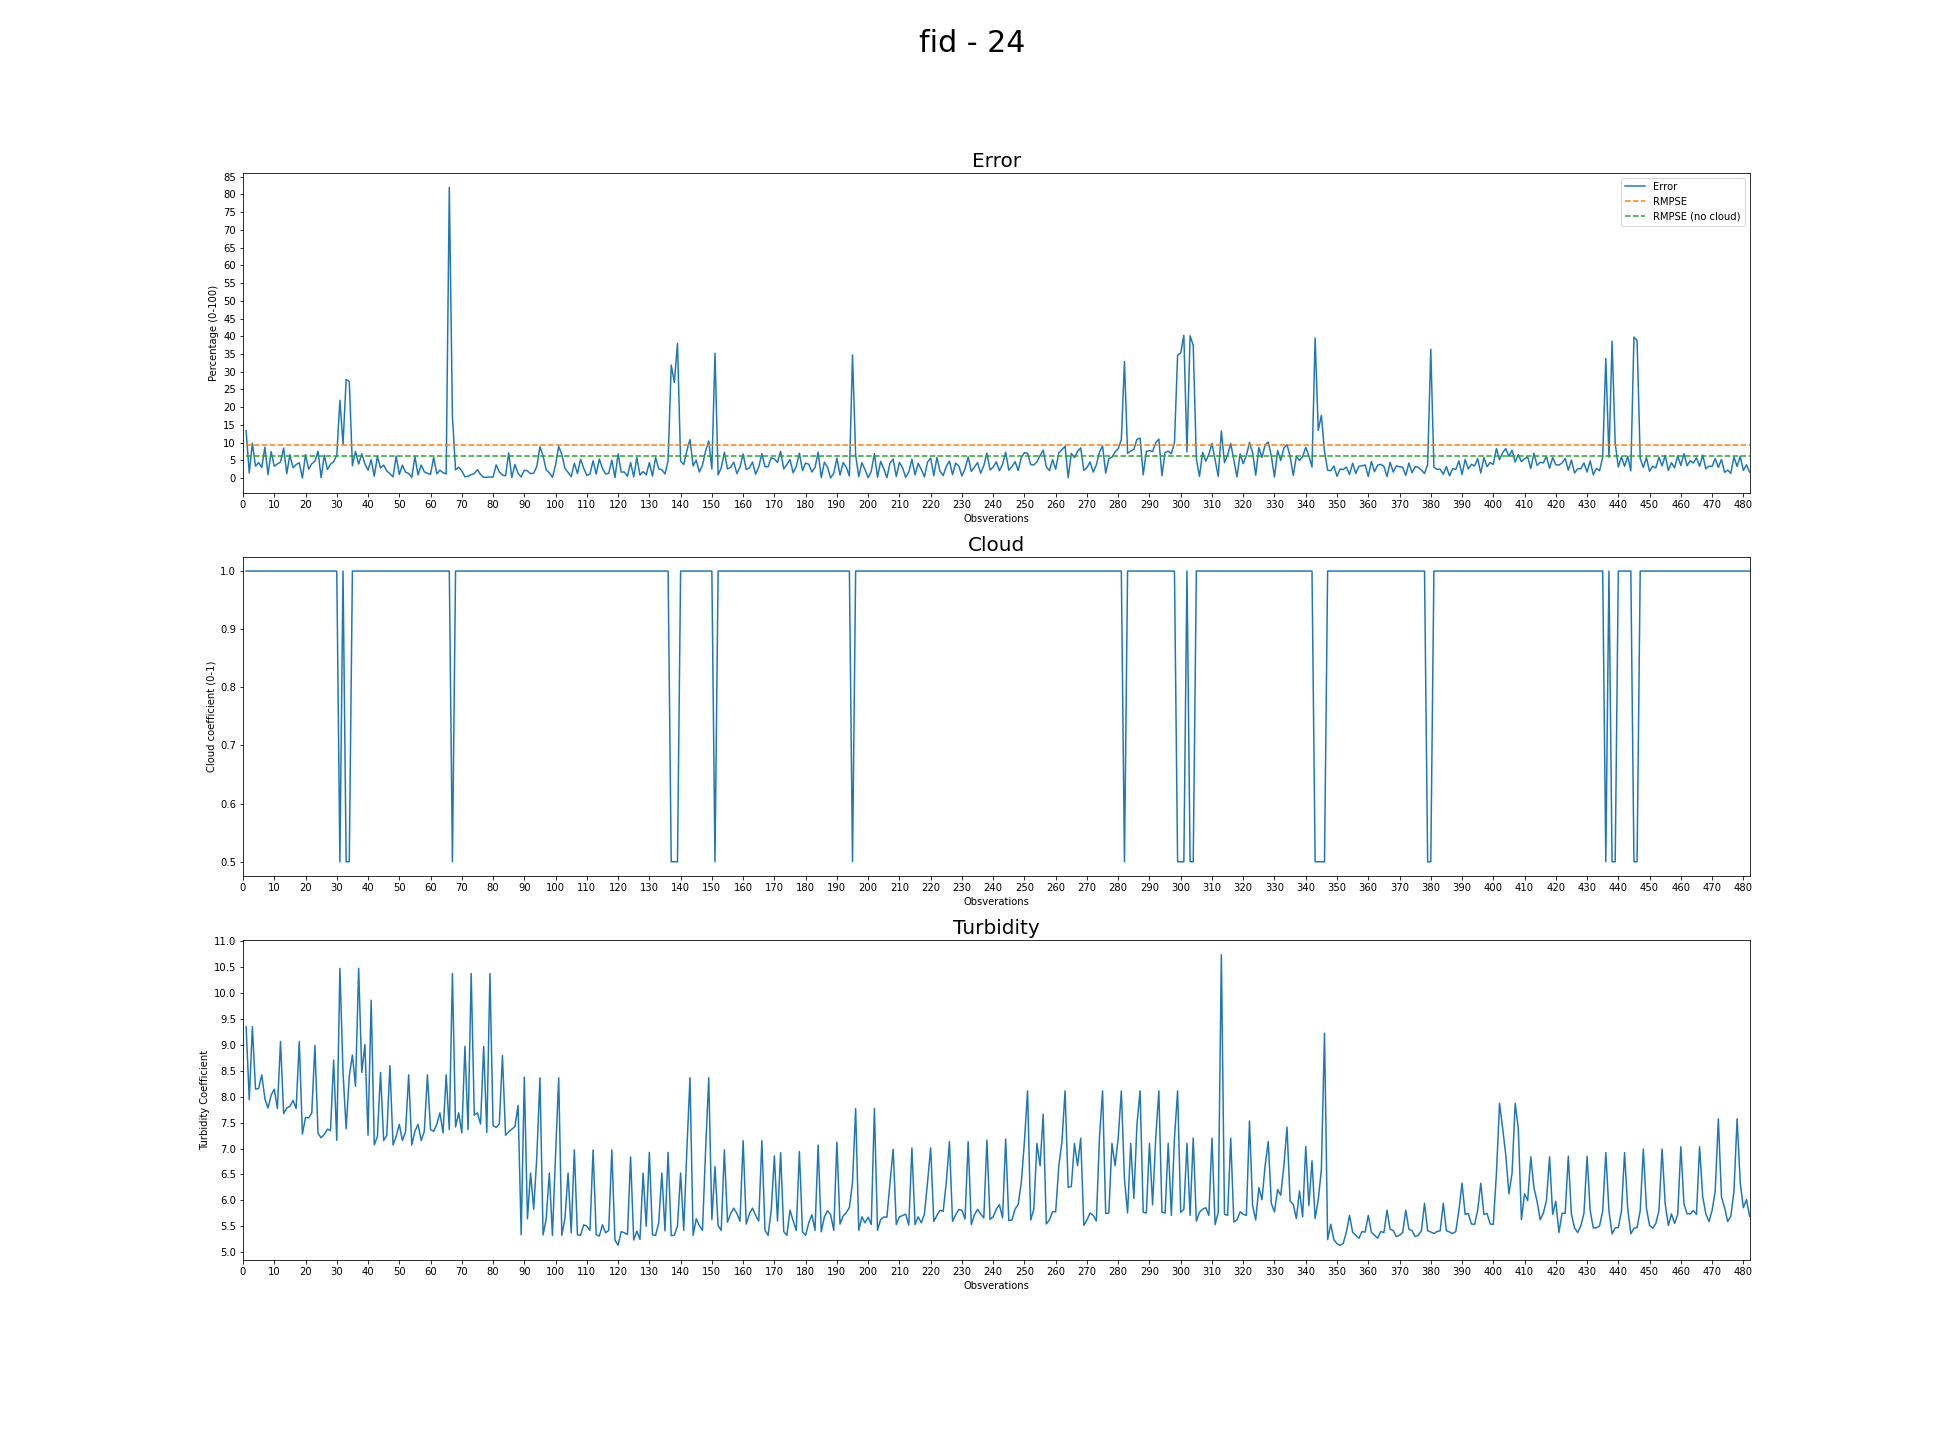 fid - 24
Error
85
80
75
70
65
60
55
50
45
40
35
30
25
20
15
10
5
0
Percentage (0-100)
Error
RMPSE
RMPSE (no cloud)
0 10 20 30 40 50 60 70 80 90 100 110 120 130 140 150 160 170 180 190 200 210 220 230 240 250 260 270 280 290 300 310 320 330 340 350 360 370 380 390 400 410 420 430 440 450 460 470 480
Obsverations
Cloud
1.0
0.9
0.8
0.7
0.6
0.5
Cloud coefficient (0-1)
0 10 20 30 40 50 60 70 80 90 100 110 120 130 140 150 160 170 180 190 200 210 220 230 240 250 260 270 280 290 300 310 320 330 340 350 360 370 380 390 400 410 420 430 440 450 460 470 480
Obsverations
Turbidity
11.0
10.5
10.0
9.5
9.0
8.5
8.0
7.5
7.0
6.5
6.0
5.5
5.0
Turbidity Coefficient
0 10 20 30 40 50 60 70 80 90 100 110 120 130 140 150 160 170 180 190 200 210 220 230 240 250 260 270 280 290 300 310 320 330 340 350 360 370 380 390 400 410 420 430 440 450 460 470 480
Obsverations